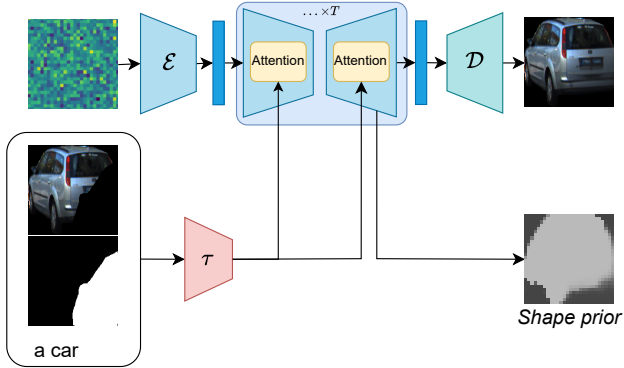 ... ×T
ℰ
Attention
Attention
𝒟
τ
a car
Shape prior